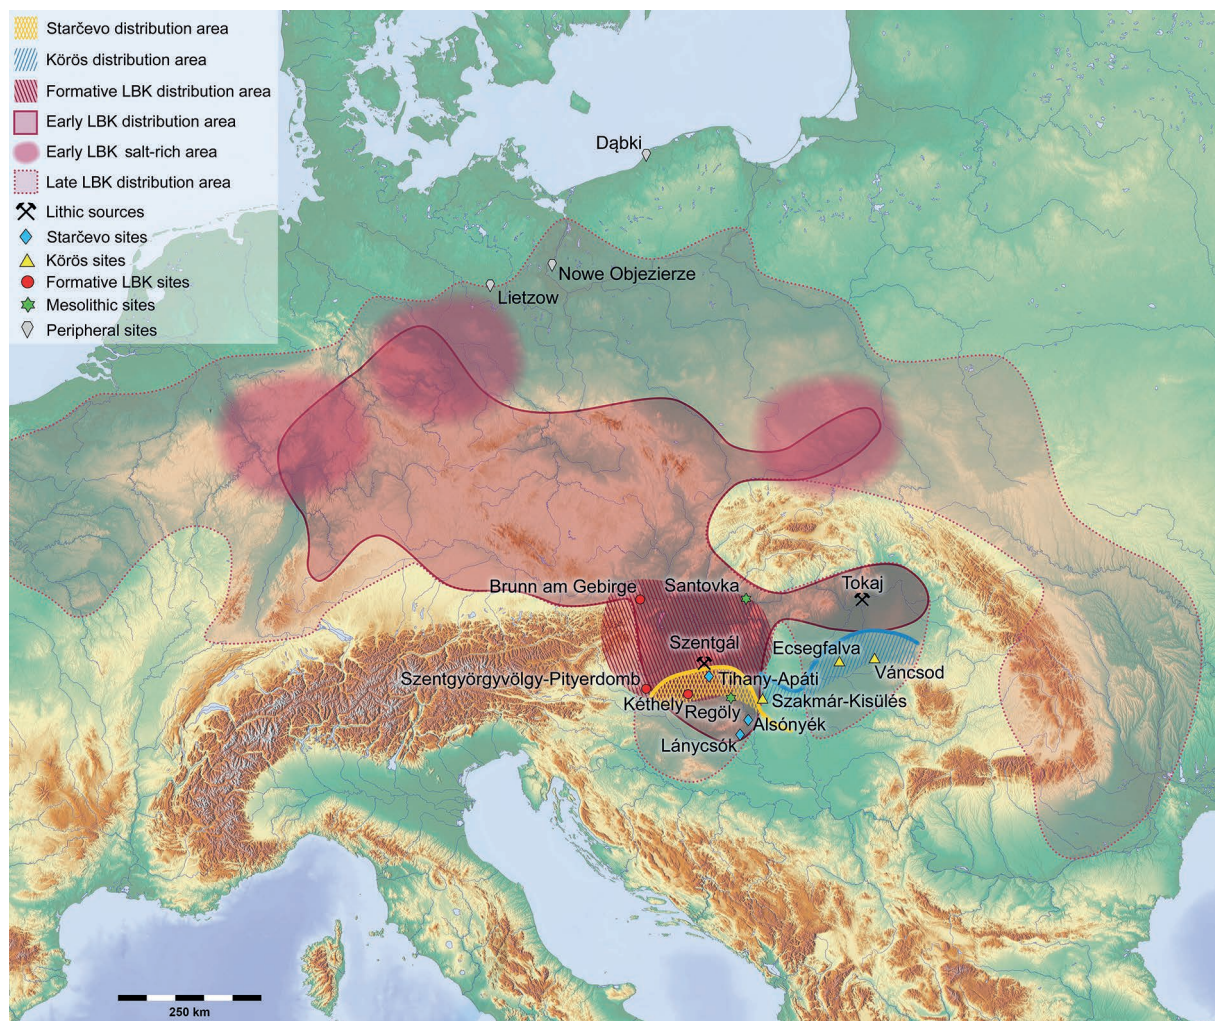 Starčevo distribution area
Körös distribution area
Formative LBK distribution area
Early LBK distribution area
Early LBK salt-rich area
Late LBK distribution area
Lithic sources
Starčevo sites
Körös sites
Formative LBK sites
Mesolithic sites
Peripheral sites
Dąbki
Nowe Objezierze
Lietzow
Brunn am Gebirge
Santovka
Tokaj
Szentgál
Ecsegfalva
Váncsod
Szentgyörgyvölgy-Pityerdomb
Tihany-Apáti
Kéthely
Regöly
Szakmár-Kisülés
Alsónyék
Lánycsók
250 km